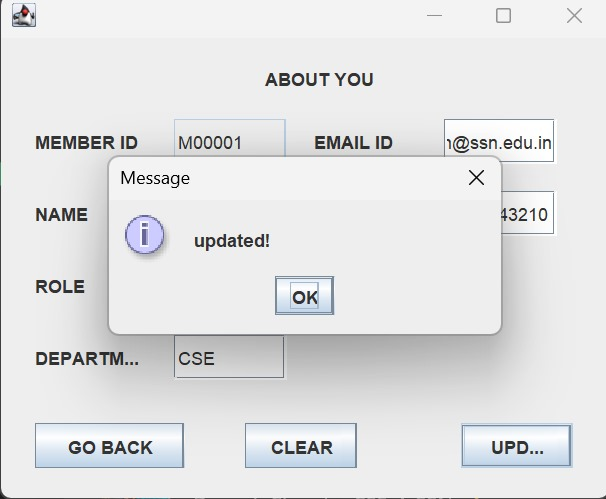 ABOUT YOU
MEMBER ID M00001 EMAIL ID @ssn.edu.in
Message
NAME 43210
updated!
ROLE
OK
DEPARTM... CSE
GO BACK CLEAR UPD...